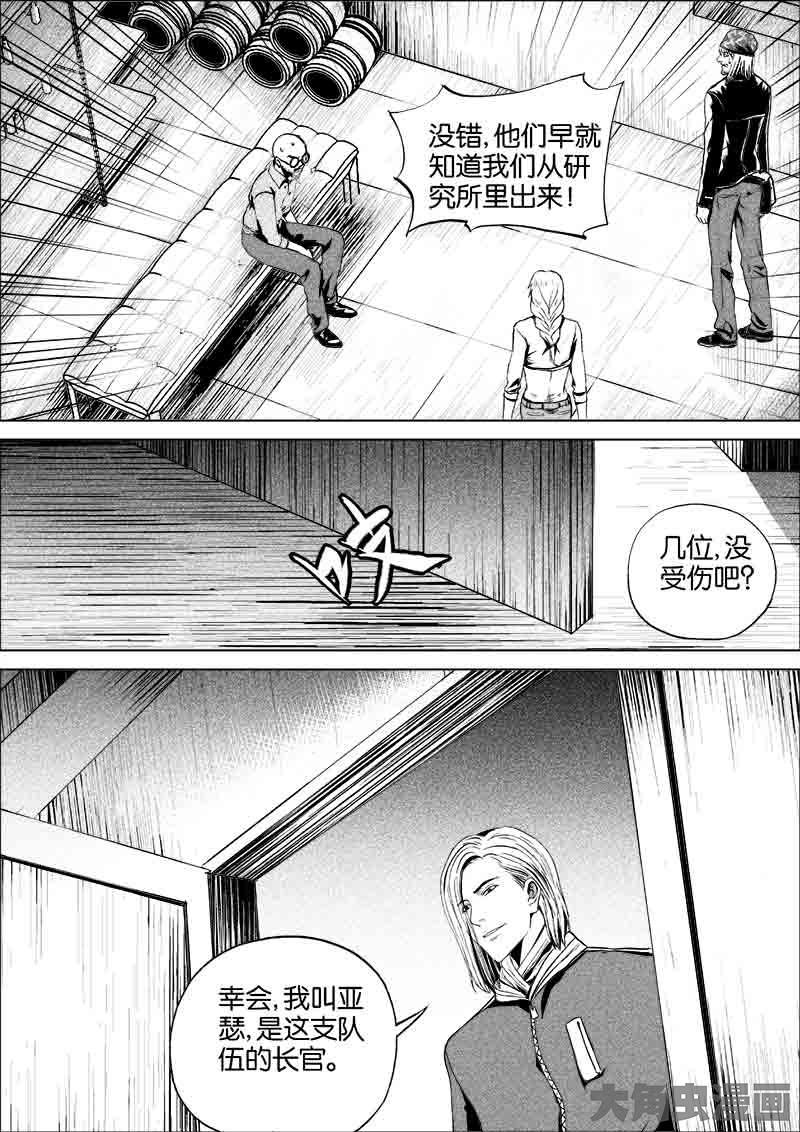 没错,他们早就
知道我们从研
究所里出来!
几位,没
受伤吧?
幸会,我叫亚
瑟,是这支队
伍的长官。
大角虫漫画